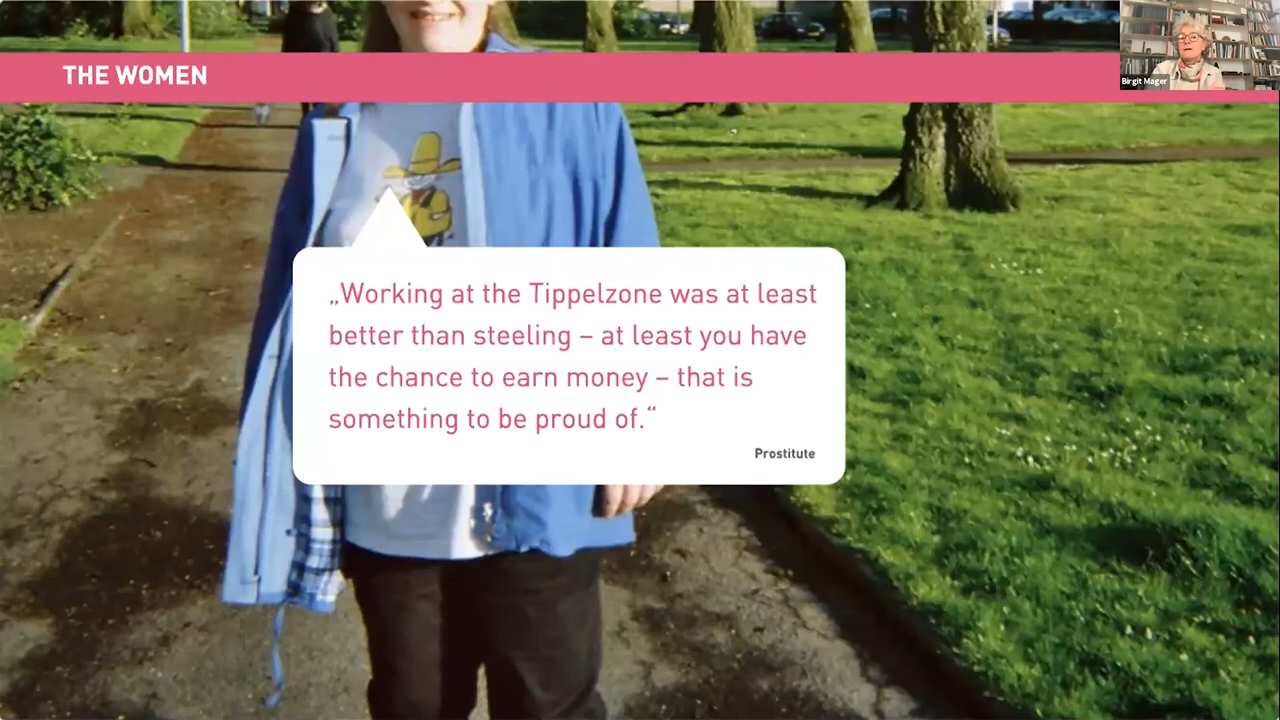 THE WOMEN
Birgit Mager
„Working at the Tippelzone was at least
better than steeling – at least you have
the chance to earn money – that is
something to be proud of.“
Prostitute